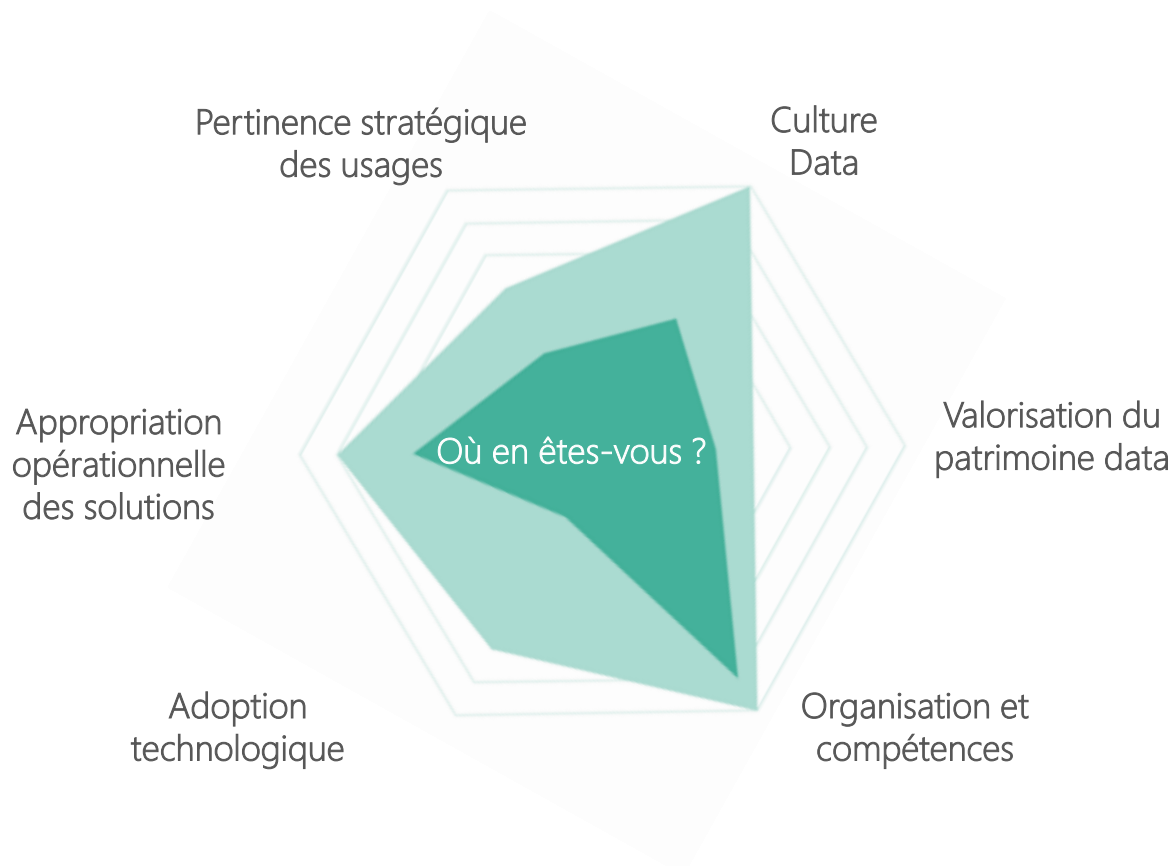 Pertinence stratégique
des usages
Culture
Data
Appropriation
opérationnelle
des solutions
Où en êtes-vous ?
Valorisation du
patrimoine data
Adoption
technologique
Organisation et
compétences